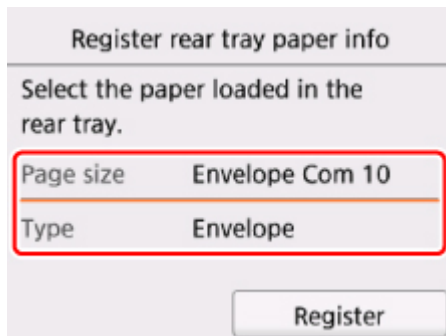 Register rear tray paper info
Select the paper loaded in the
rear tray.
Page size Envelope Com 10
Type Envelope
Register